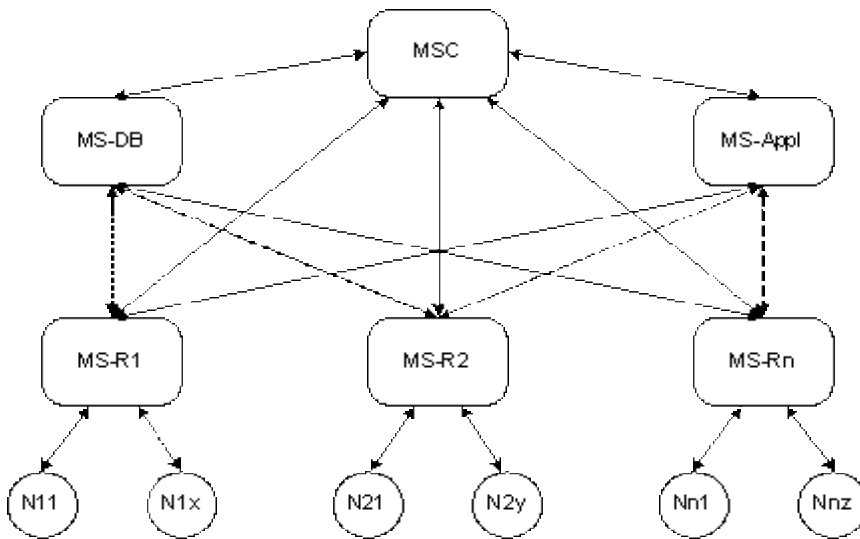 MSC
MS-DB
MS-Appl
MS-R1
MS-R2
MS-Rn
N11
N1x
N21
N2y
Nn1
Nnz